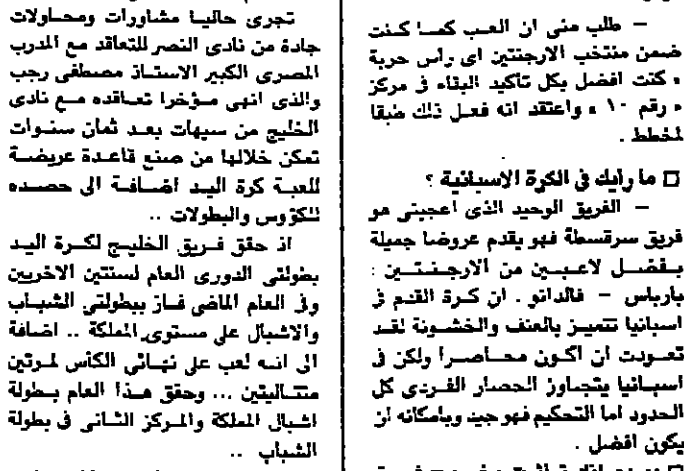 – طلب منى ان العب كما كنت
ضمن منتخب الارجنتين اى راس حربة
• كنت افضل بكل تاكيد البقاء فى مركز
« رقم ١٠ » واعتقد انه فعل ذلك طبقا
لمخطط .
□ ما رايك فى الكرة الاسبانية ؟
– الفريق الوحيد الذى اعجبنى هو
فريق سرقسطة فهو يقدم عروضا جميلة
بفضل لاعبين من الارجنتين :
بارباس – فالدانو . ان كرة القدم فى
اسبانيا تتميز بالعنف والخشونة لقد
تعودت ان اكون محاصرا ولكن فى
اسبانيا يتجاوز الحصار الفردى كل
الحدود اما التحكيم فهو جيد وبامكانه ان
يكون افضل .
تجرى حاليا مشاورات ومحاولات
جادة من نادى النصر للتعاقد مع المدرب
المصرى الكبير الاستاذ مصطفى رجب
والذى انهى مؤخرا تعاقده مع نادى
الخليج من سيهات بعد ثمان سنوات
تمكن خلالها من صنع قاعدة عريضة
للعبة كرة اليد اضافة الى حصده
للكؤوس والبطولات ..
اذ حقق فريق الخليج لكرة اليد
بطولتى الدورى العام لسنتين الاخريين
وفى العام الماضى فاز ببطولتى الشباب
والاشبال على مستوى المملكة .. اضافة
الى انه لعب على نهائى الكأس لمرتين
متتاليتين ... وحقق هذا العام بطولة
اشبال المملكة والمركز الثانى فى بطولة
الشباب ..